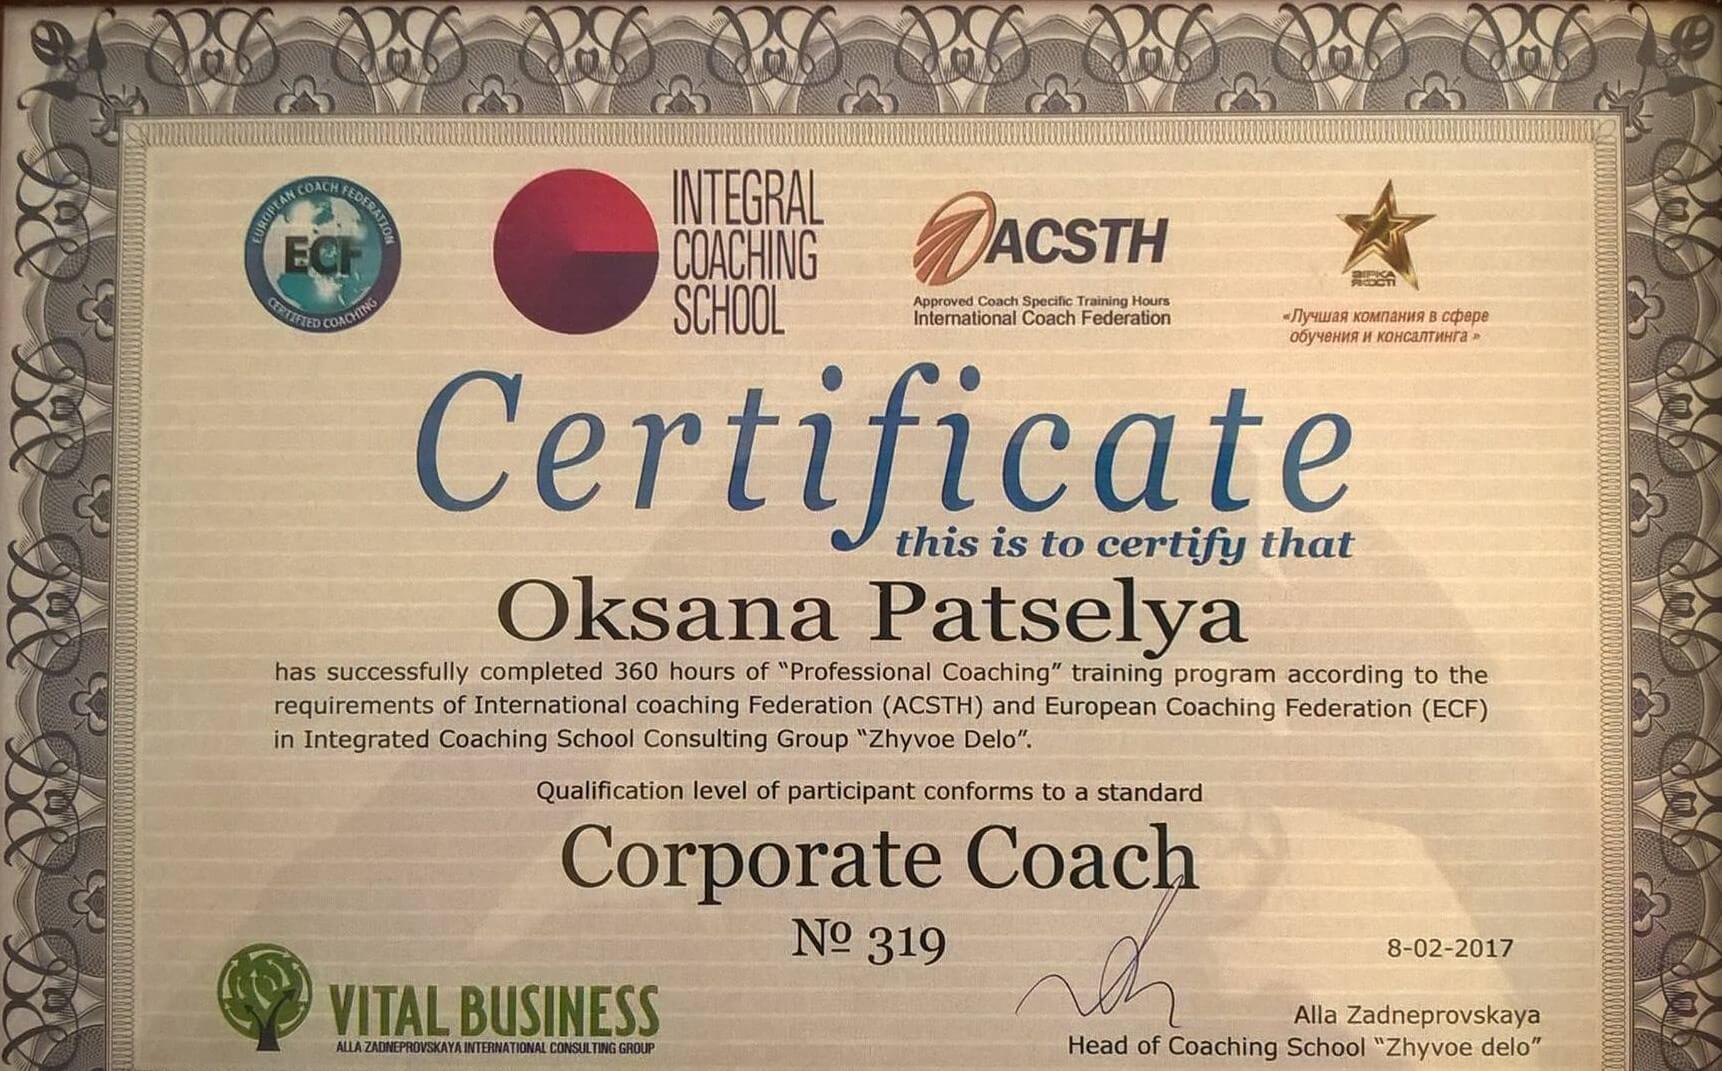 EUROPEAN COACH FEDERATION
ECF
CERTIFIED COACHING
INTEGRAL
COACHING
SCHOOL
ACSTH
Approved Coach Specific Training Hours
International Coach Federation
ЗІРКА
ЯКОСТІ
«Лучшая компания в сфере
обучения и консалтинга »
Certificate
this is to certify that
Oksana Patselya
has successfully completed 360 hours of “Professional Coaching” training program according to the
requirements of International coaching Federation (ACSTH) and European Coaching Federation (ECF)
in Integrated Coaching School Consulting Group “Zhyvoe Delo”.
Qualification level of participant conforms to a standard
Corporate Coach
№ 319
8-02-2017
VITAL BUSINESS
ALLA ZADNEPROVSKAYA INTERNATIONAL CONSULTING GROUP
Alla Zadneprovskaya
Head of Coaching School “Zhyvoe delo”